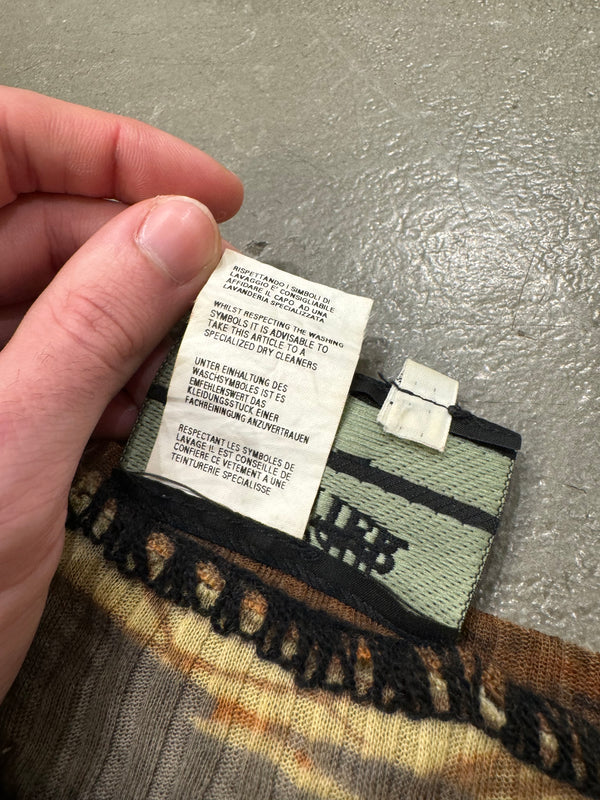 RISPETTANDO I SIMBOLI DI
LAVAGGIO E' CONSIGLIABILE
AFFIDARE IL CAPO AD UNA
LAVANDERIA SPECIALIZZATA
WHILST RESPECTING THE WASHING
SYMBOLS IT IS ADVISABLE TO
TAKE THIS ARTICLE TO A
SPECIALIZED DRY CLEANERS
UNTER EINHALTUNG DES
WASCHSYMBOLES IST ES
EMFEHLENSWERT DAS
KLEIDUNGSSTUCK EINER
FACHREININGUNG ANZUVERTRAUEN
RESPECTANT LES SYMBOLES DE
LAVAGE IL EST CONSEILLE DE
CONFIERE CE VETEMENT A UNE
TEINTURERIE SPECIALISSE